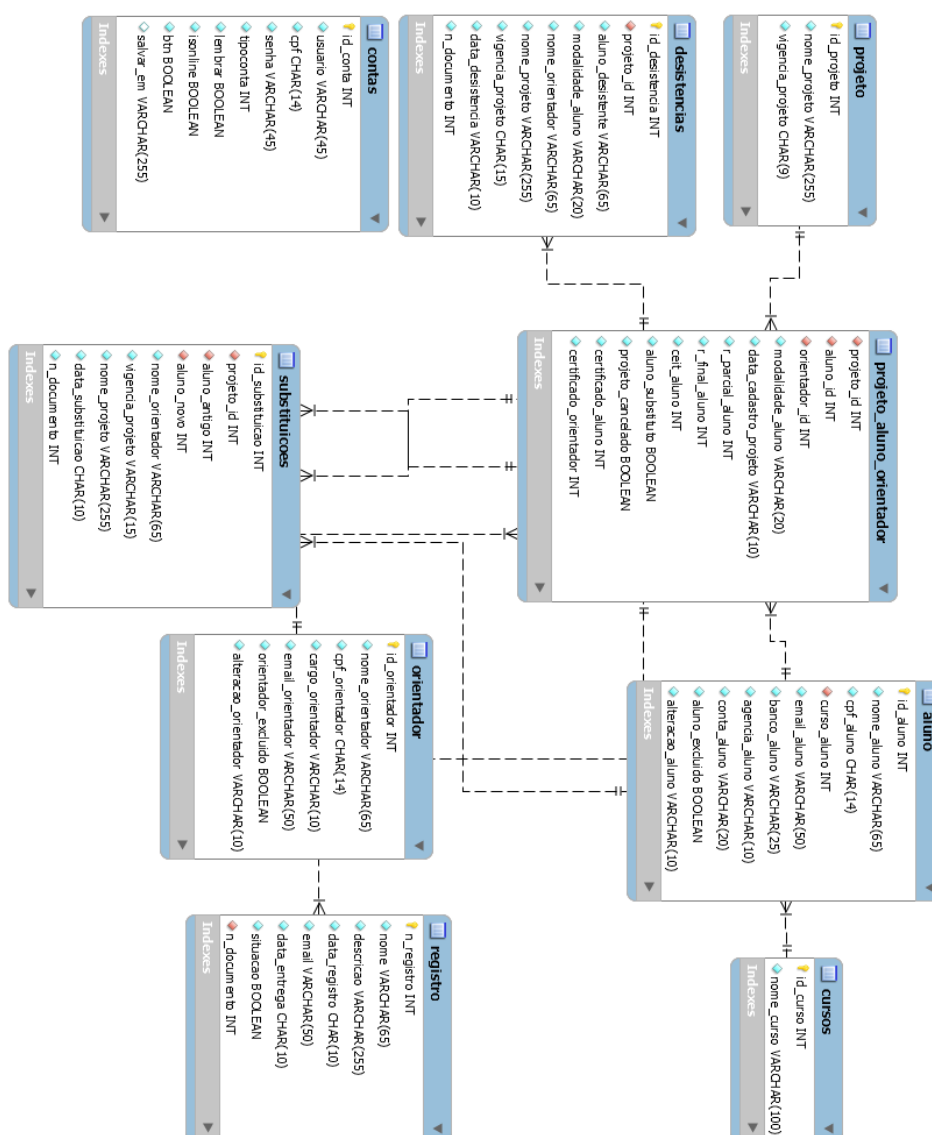 contas
id_conta INT
usuario VARCHAR(45)
cpf CHAR(14)
senha VARCHAR(45)
tipoconta INT
lembrar BOOLEAN
isonline BOOLEAN
btn BOOLEAN
salvar_em VARCHAR(255)
Indexes
desistencias
id_desistencia INT
projeto_id INT
aluno_desistente VARCHAR(65)
modalidade_aluno VARCHAR(20)
nome_orientador VARCHAR(65)
nome_projeto VARCHAR(255)
vigencia_projeto CHAR(15)
data_desistencia VARCHAR(10)
n_documento INT
Indexes
projeto
id_projeto INT
nome_projeto VARCHAR(255)
vigencia_projeto CHAR(9)
Indexes
substituicoes
id_substituicao INT
projeto_id INT
aluno_antigo INT
aluno_novo INT
nome_orientador VARCHAR(65)
vigencia_projeto VARCHAR(15)
nome_projeto VARCHAR(255)
data_substituicao CHAR(10)
n_documento INT
Indexes
projeto_aluno_orientador
projeto_id INT
aluno_id INT
orientador_id INT
modalidade_aluno VARCHAR(20)
data_cadastro_projeto VARCHAR(10)
r_parcial_aluno INT
r_final_aluno INT
ceit_aluno INT
aluno_substituto BOOLEAN
projeto_cancelado BOOLEAN
certificado_aluno INT
certificado_orientador INT
Indexes
orientador
id_orientador INT
nome_orientador VARCHAR(65)
cpf_orientador CHAR(14)
cargo_orientador VARCHAR(10)
email_orientador VARCHAR(50)
orientador_excluido BOOLEAN
alteracao_orientador VARCHAR(10)
Indexes
aluno
id_aluno INT
nome_aluno VARCHAR(65)
cpf_aluno CHAR(14)
curso_aluno INT
email_aluno VARCHAR(50)
banco_aluno VARCHAR(25)
agencia_aluno VARCHAR(10)
conta_aluno VARCHAR(20)
aluno_excluido BOOLEAN
alteracao_aluno VARCHAR(10)
Indexes
registro
n_registro INT
nome VARCHAR(65)
descricao VARCHAR(255)
data_registro CHAR(10)
email VARCHAR(50)
data_entrega CHAR(10)
situacao BOOLEAN
n_documento INT
Indexes
cursos
id_curso INT
nome_curso VARCHAR(100)
Indexes